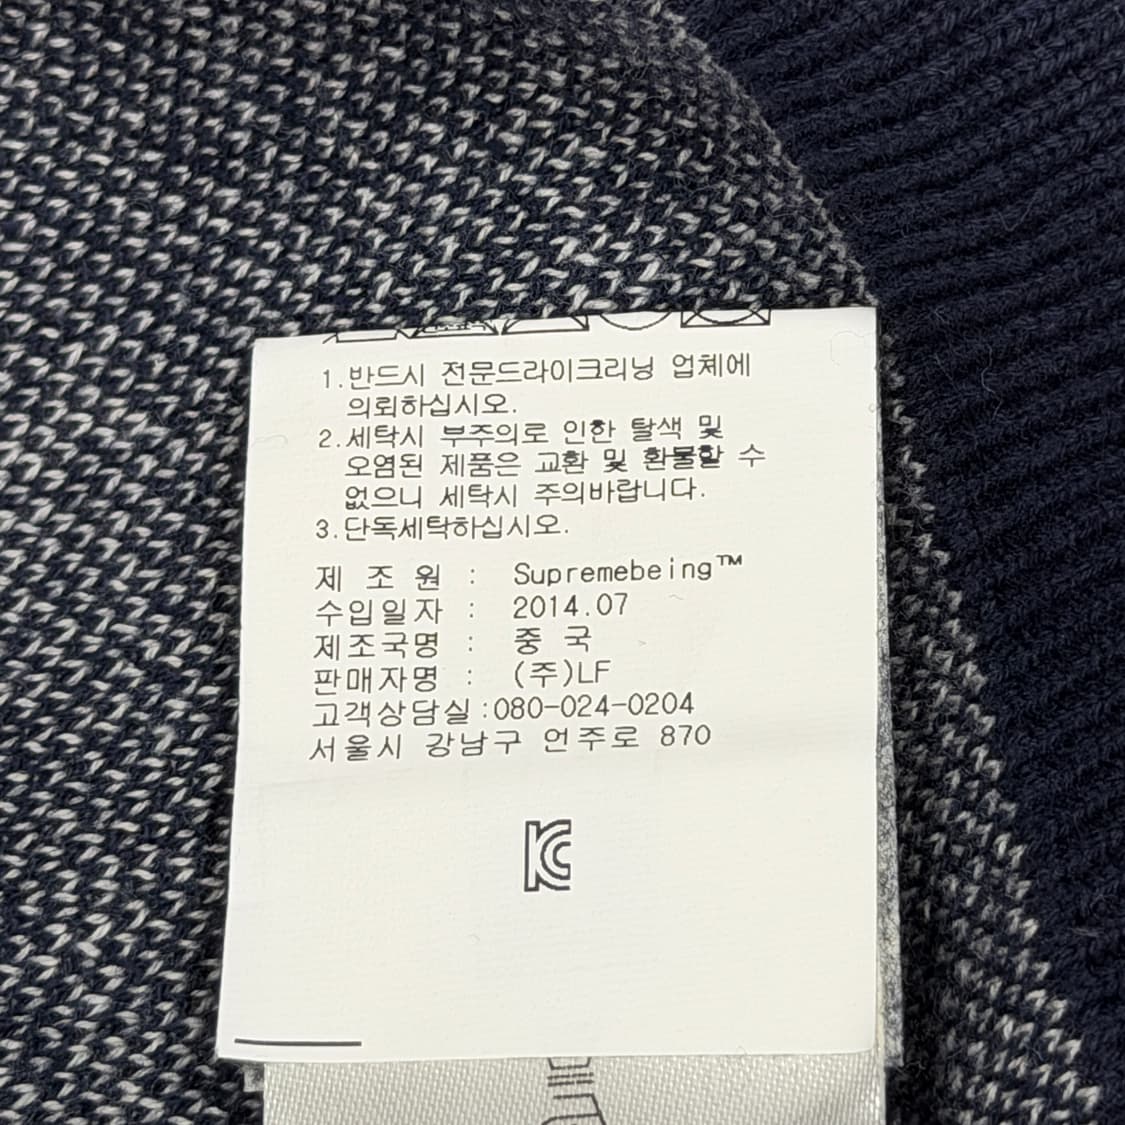 1.반드시 전문드라이크리닝 업체에
의뢰하십시오.
2.세탁시 부주의로 인한 탈색 및
오염된 제품은 교환 및 환불할 수
없으니 세탁시 주의바랍니다.
3.단독세탁하십시오.
제 조 원 : Supremebeing™
수입일자 : 2014.07
제조국명 : 중 국
판매자명 : (주)LF
고객상담실:080-024-0204
서울시 강남구 언주로 870
KC